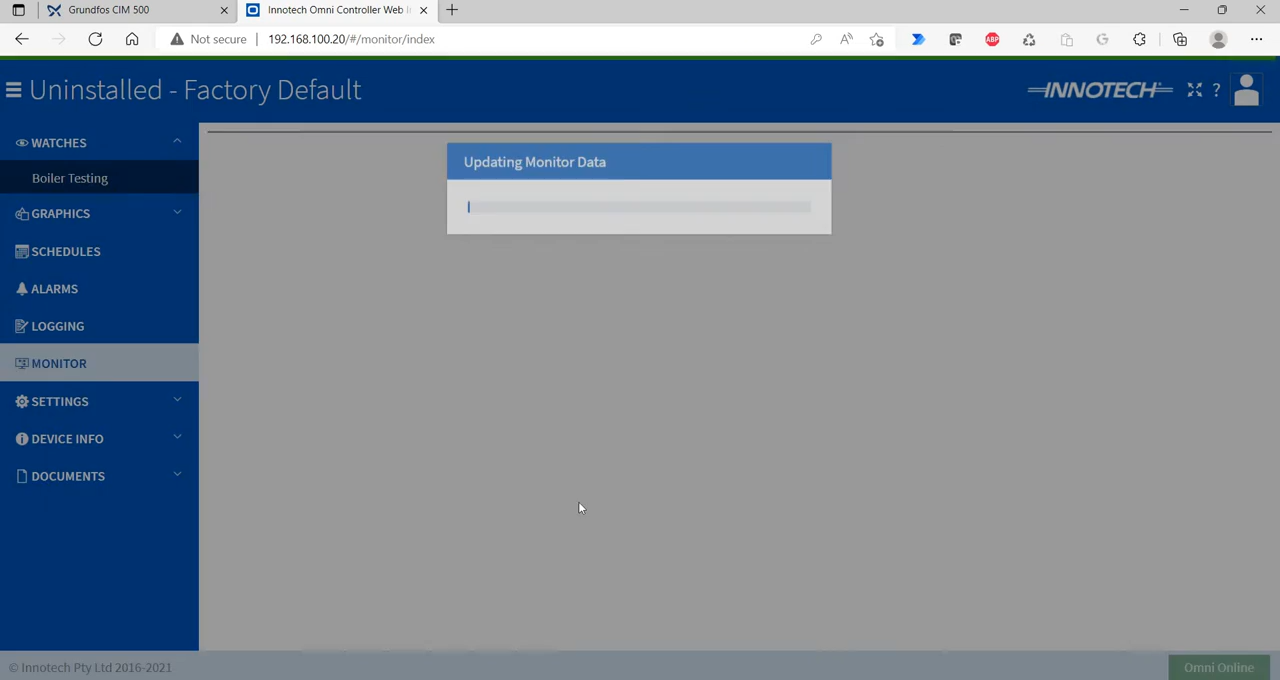 Grundfos CIM 500
Innotech Omni Controller Web I
Not secure
192.168.100.20/#/monitor/index
ABP
Uninstalled - Factory Default
INNOTECH
?
WATCHES
Boiler Testing
GRAPHICS
SCHEDULES
ALARMS
LOGGING
MONITOR
SETTINGS
DEVICE INFO
DOCUMENTS
Updating Monitor Data
© Innotech Pty Ltd 2016-2021
Omni Online